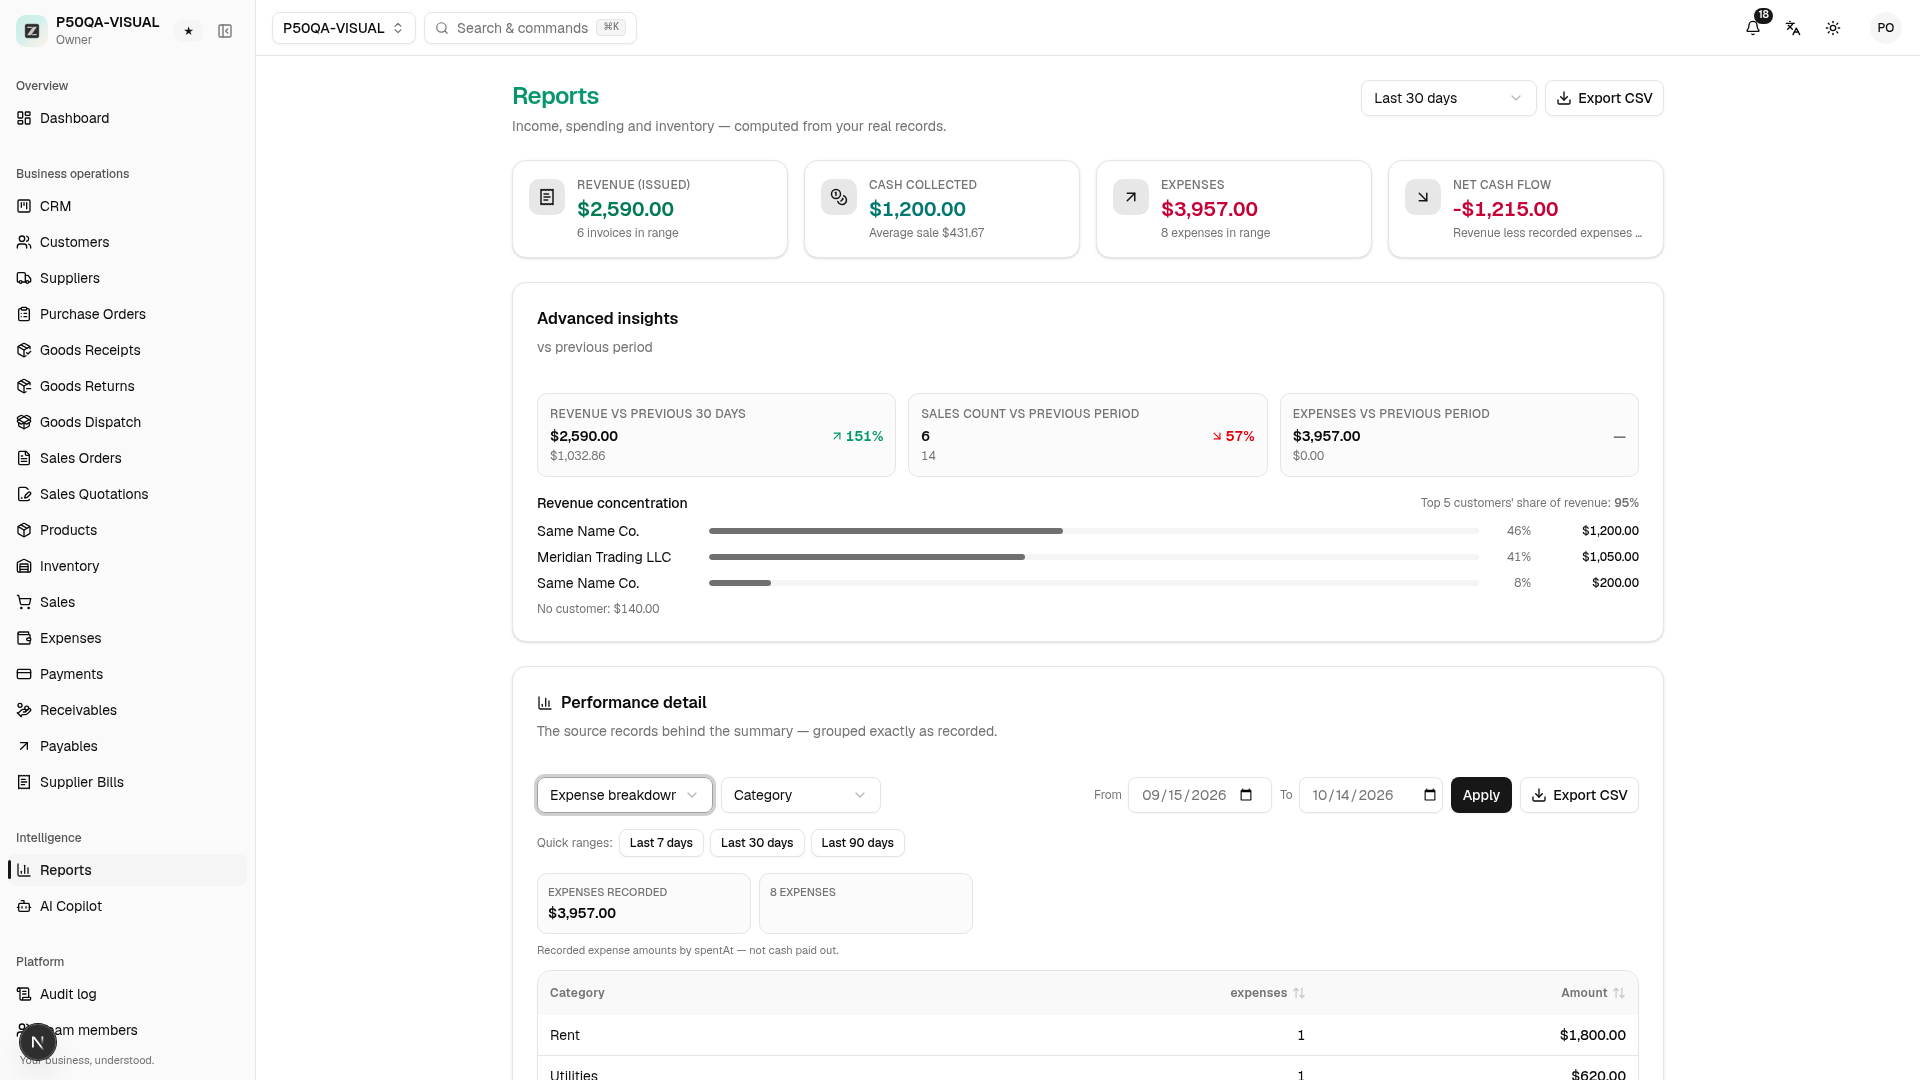 P50QA-VISUAL
Owner
★
Overview
Dashboard
Business operations
CRM
Customers
Suppliers
Purchase Orders
Goods Receipts
Goods Returns
Goods Dispatch
Sales Orders
Sales Quotations
Products
Inventory
Sales
Expenses
Payments
Receivables
Payables
Supplier Bills
Intelligence
Reports
AI Copilot
Platform
Audit log
am members
N
business, understood.
P50QA-VISUAL
Search & commands ⌘K
18
PO
Reports
Income, spending and inventory — computed from your real records.
Last 30 days
Export CSV
REVENUE (ISSUED)
$2,590.00
6 invoices in range
CASH COLLECTED
$1,200.00
Average sale $431.67
EXPENSES
$3,957.00
8 expenses in range
NET CASH FLOW
-$1,215.00
Revenue less recorded expenses ...
Advanced insights
vs previous period
REVENUE VS PREVIOUS 30 DAYS
$2,590.00 151%
$1,032.86
SALES COUNT VS PREVIOUS PERIOD
6 57%
14
EXPENSES VS PREVIOUS PERIOD
$3,957.00 —
$0.00
Revenue concentration Top 5 customers' share of revenue: 95%
Same Name Co. 46% $1,200.00
Meridian Trading LLC 41% $1,050.00
Same Name Co. 8% $200.00
No customer: $140.00
Performance detail
The source records behind the summary — grouped exactly as recorded.
Expense breakdowr Category From 09/15/2026 To 10/14/2026 Apply Export CSV
Quick ranges: Last 7 days Last 30 days Last 90 days
EXPENSES RECORDED
$3,957.00
8 EXPENSES
Recorded expense amounts by spentAt — not cash paid out.
Category expenses Amount
Rent 1 $1,800.00
Utilities 1 $620.00